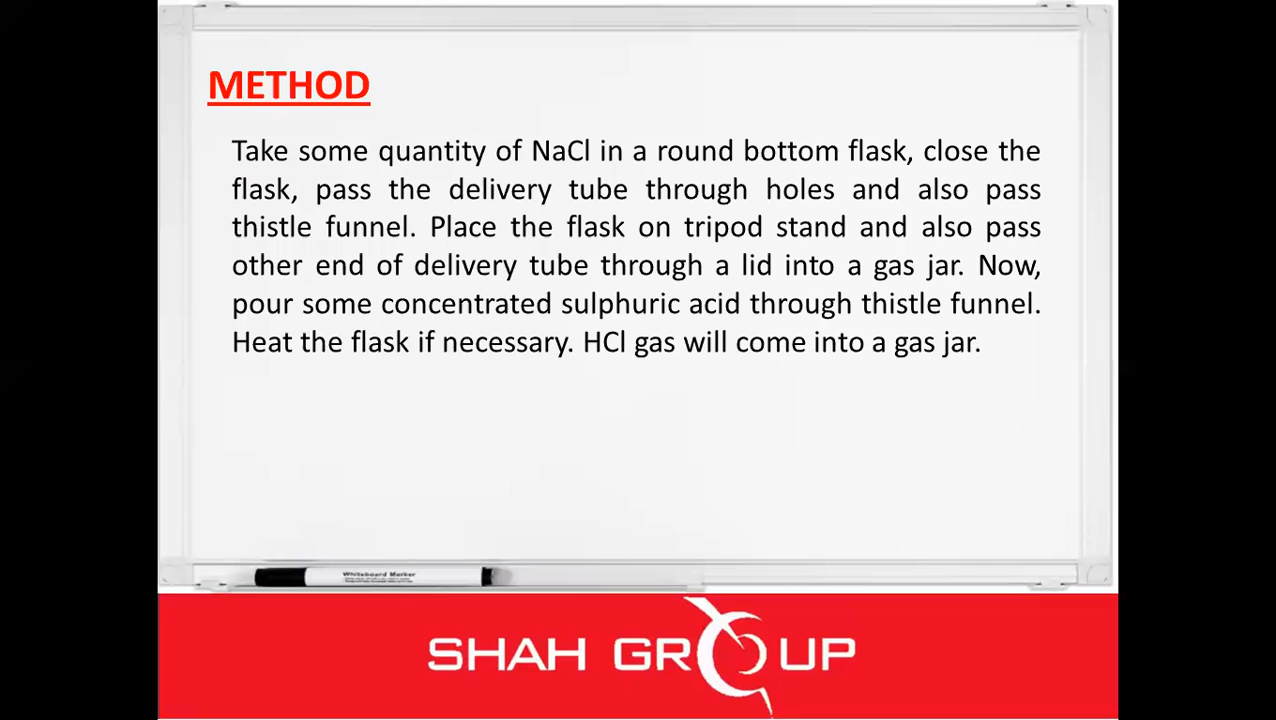 METHOD
Take some quantity of NaCl in a round bottom flask, close the
flask, pass the delivery tube through holes and also pass
thistle funnel. Place the flask on tripod stand and also pass
other end of delivery tube through a lid into a gas jar. Now,
pour some concentrated sulphuric acid through thistle funnel.
Heat the flask if necessary. HCl gas will come into a gas jar.
Whiteboard Marker
SHAH GROUP